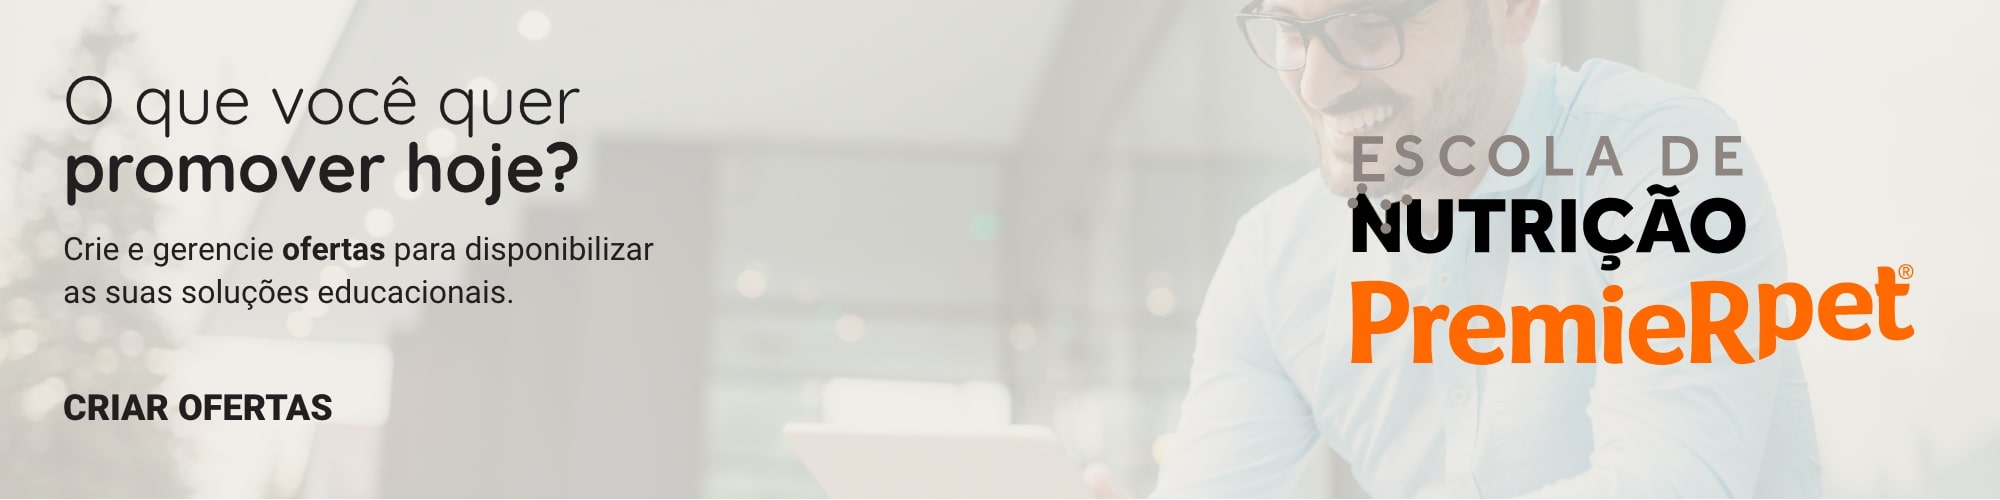 O que você quer
promover hoje?
Crie e gerencie ofertas para disponibilizar
as suas soluções educacionais.
CRIAR OFERTAS
ESCOLA DE
NUTRIÇÃO
PremieRpet®